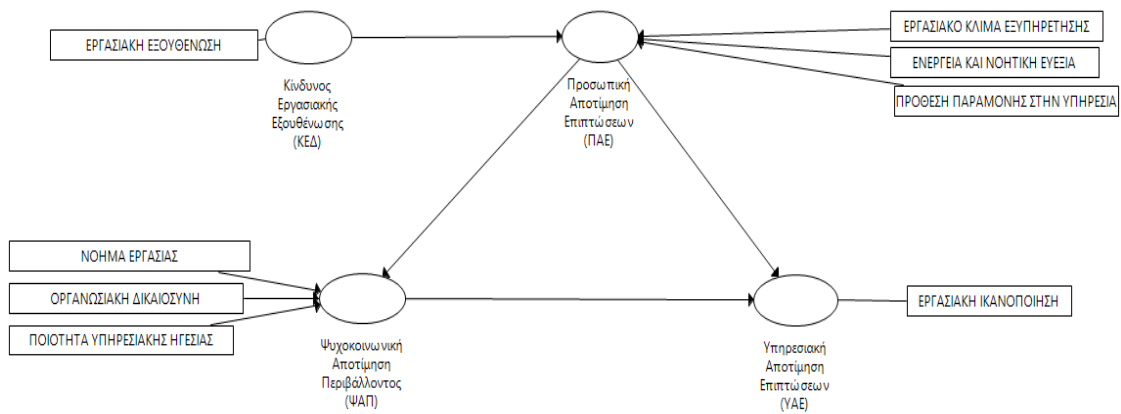 ΕΡΓΑΣΙΑΚΗ ΕΞΟΥΘΕΝΩΣΗ
Κίνδυνος
Εργασιακής
Εξουθένωσης
(ΚΕΔ)
Προσωπική
Αποτίμηση
Επιπτώσεων
(ΠΑΕ)
ΕΡΓΑΣΙΑΚΟ ΚΛΙΜΑ ΕΞΥΠΗΡΕΤΗΣΗΣ
ΕΝΕΡΓΕΙΑ ΚΑΙ ΝΟΗΤΙΚΗ ΕΥΕΞΙΑ
ΠΡΟΘΕΣΗ ΠΑΡΑΜΟΝΗΣ ΣΤΗΝ ΥΠΗΡΕΣΙΑ
ΝΟΗΜΑ ΕΡΓΑΣΙΑΣ
ΟΡΓΑΝΩΣΙΑΚΗ ΔΙΚΑΙΟΣΥΝΗ
ΠΟΙΟΤΗΤΑ ΥΠΗΡΕΣΙΑΚΗΣ ΗΓΕΣΙΑΣ
Ψυχοκοινωνική
Αποτίμηση
Περιβάλλοντος
(ΨΑΠ)
Υπηρεσιακή
Αποτίμηση
Επιπτώσεων
(ΥΑΕ)
ΕΡΓΑΣΙΑΚΗ ΙΚΑΝΟΠΟΙΗΣΗ